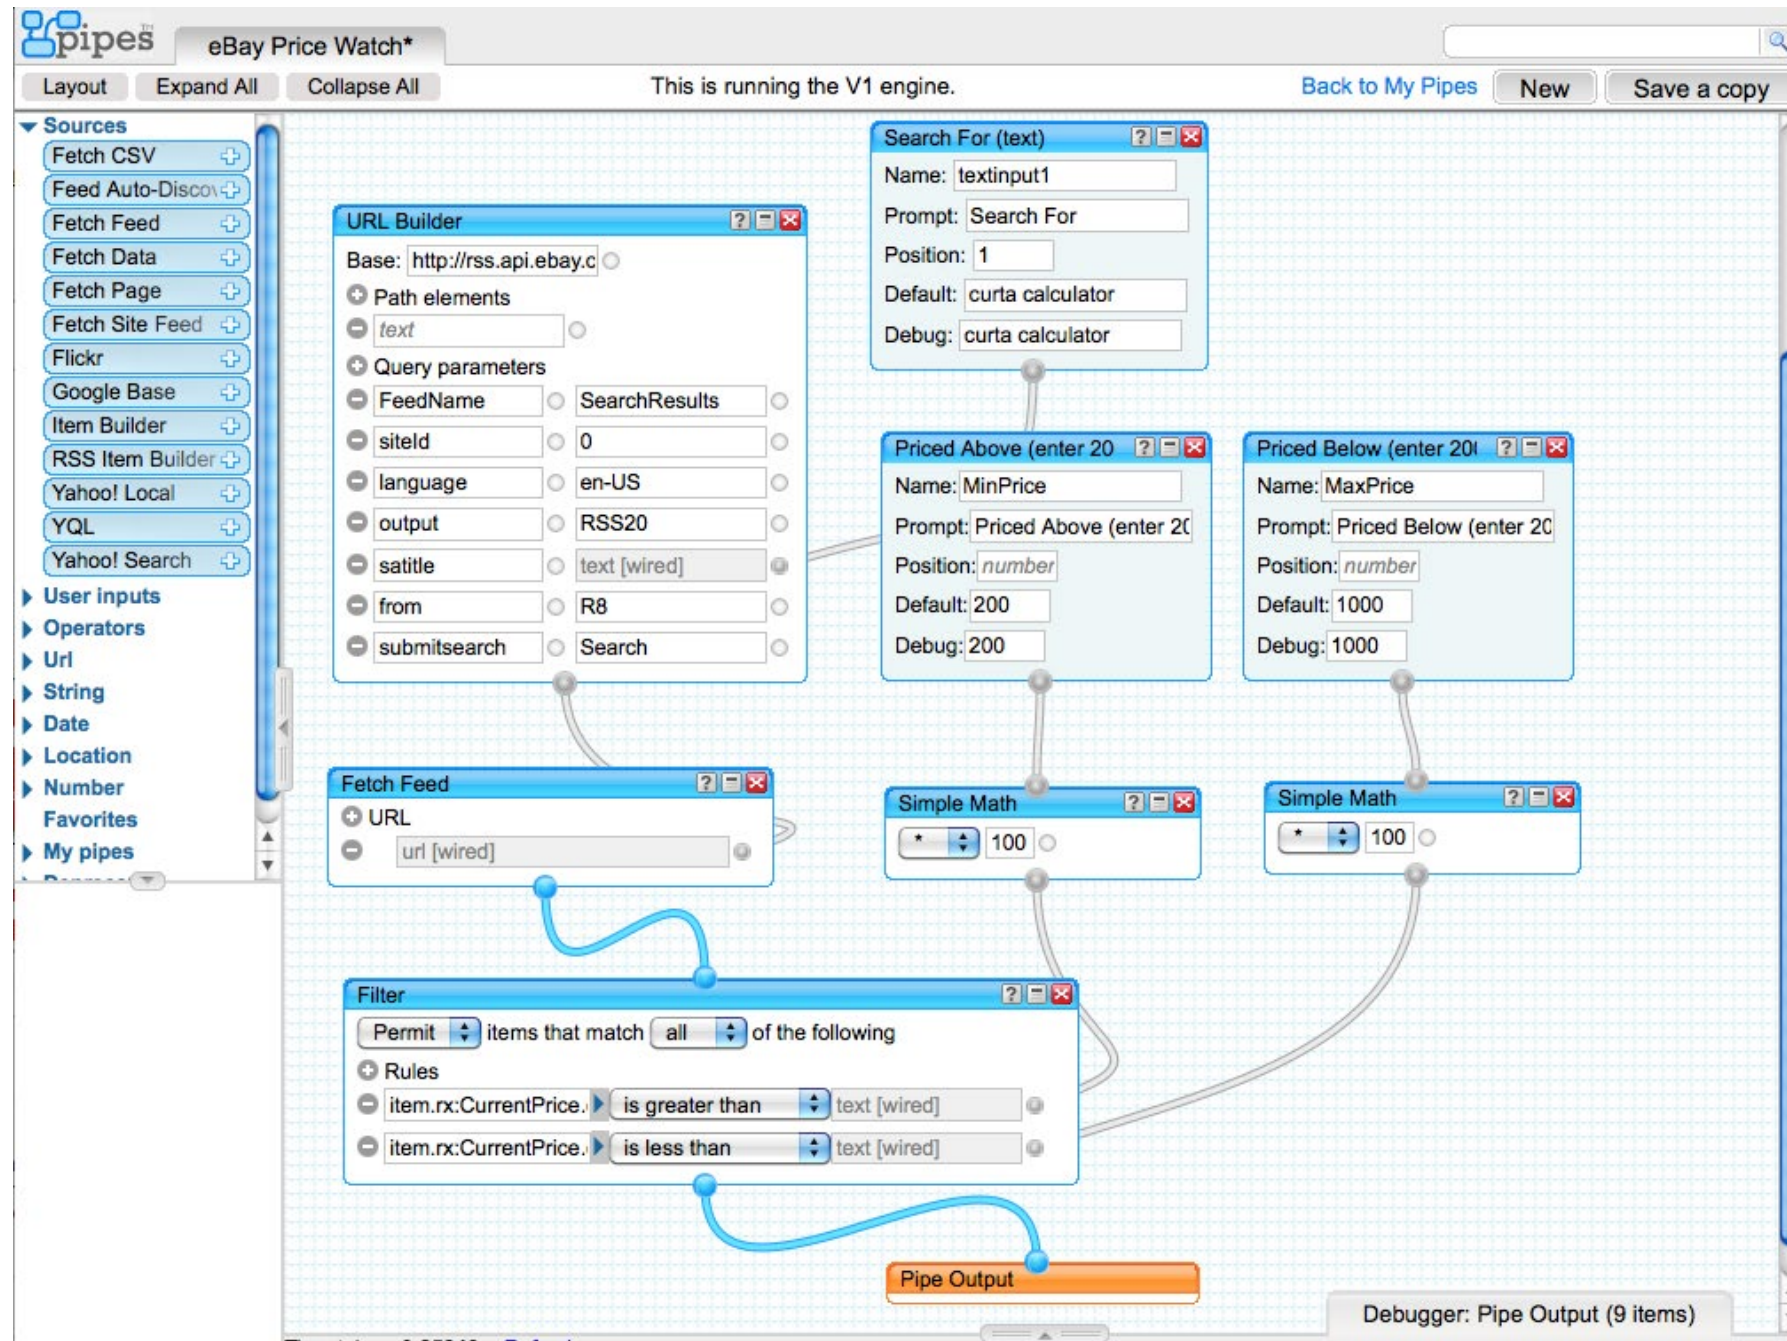 pipes™
eBay Price Watch*
Layout Expand All Collapse All This is running the V1 engine. Back to My Pipes New Save a copy
Sources
Fetch CSV
Feed Auto-Discov
Fetch Feed
Fetch Data
Fetch Page
Fetch Site Feed
Flickr
Google Base
Item Builder
RSS Item Builder
Yahoo! Local
YQL
Yahoo! Search
User inputs
Operators
Url
String
Date
Location
Number
Favorites
My pipes
Search For (text)
Name: textinput1
Prompt: Search For
Position: 1
Default: curta calculator
Debug: curta calculator
URL Builder
Base: http://rss.api.ebay.c
Path elements
text
Query parameters
FeedName SearchResults
siteId 0
language en-US
output RSS20
satitle text [wired]
from R8
submitsearch Search
Priced Above (enter 20
Name: MinPrice
Prompt: Priced Above (enter 20
Position: number
Default: 200
Debug: 200
Priced Below (enter 20
Name: MaxPrice
Prompt: Priced Below (enter 20
Position: number
Default: 1000
Debug: 1000
Fetch Feed
URL
url [wired]
Simple Math
* 100
Simple Math
* 100
Filter
Permit items that match all of the following
Rules
item.rx:CurrentPrice. is greater than text [wired]
item.rx:CurrentPrice. is less than text [wired]
Pipe Output
Debugger: Pipe Output (9 items)